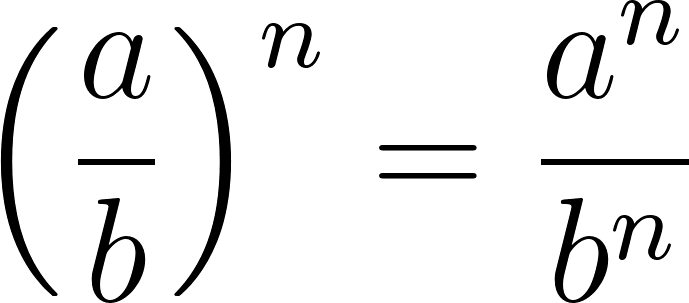 (a/b)^n = a^n/b^n